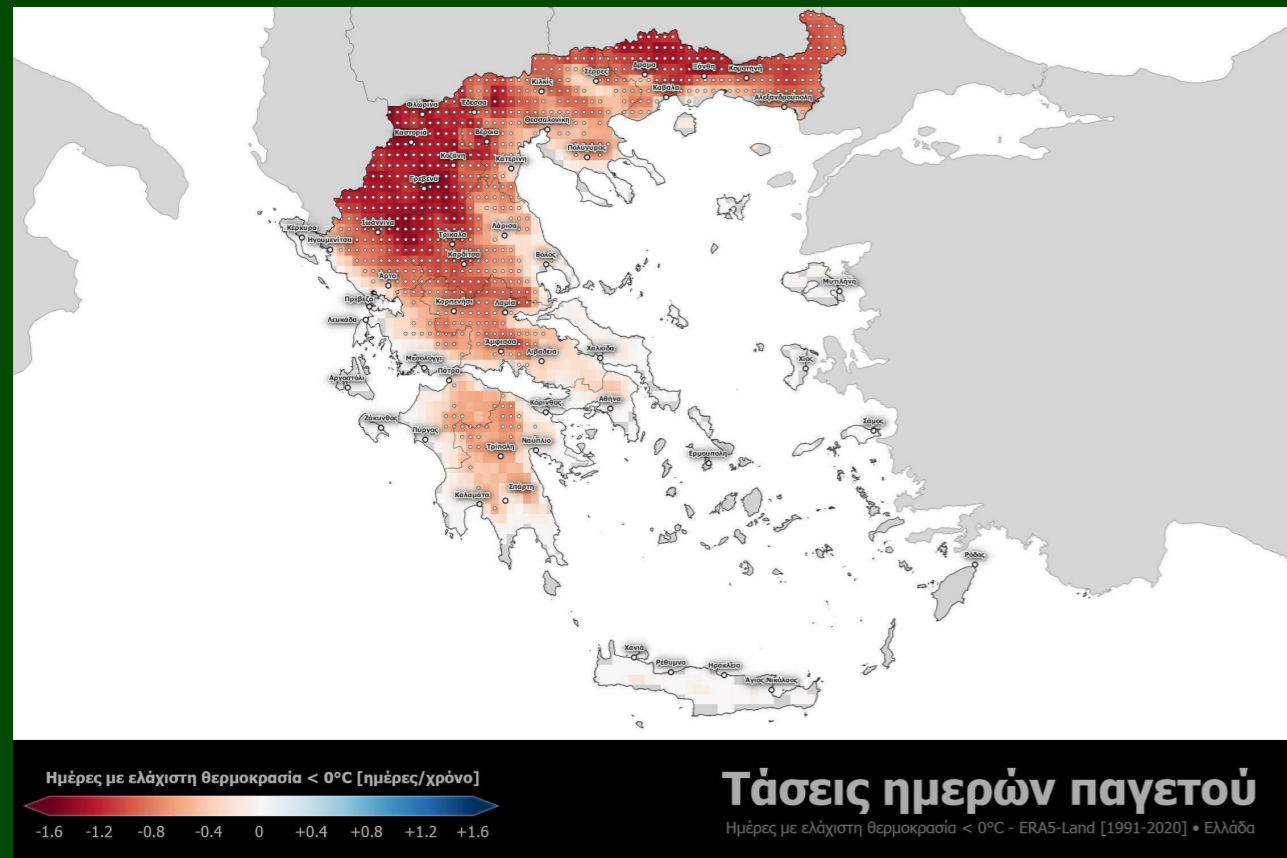 Δράμα
Ξάνθη
Κομοτηνή
Σέρρες
Κιλκίς
Καβάλα
Αλεξανδρούπολη
Φλώρινα
Έδεσσα
Θεσσαλονίκη
Καστοριά
Βέροια
Πολύγυρος
Κοζάνη
Κατερίνη
Γρεβενά
Ιωάννινα
Κέρκυρα
Ηγουμενίτσα
Λάρισα
Τρίκαλα
Καρδίτσα
Βόλος
Άρτα
Μυτιλήνη
Πρέβεζα
Καρπενήσι
Λαμία
Λευκάδα
Άμφισσα
Λιβαδειά
Χαλκίδα
Μεσολόγγι
Χίος
Πάτρα
Αργοστόλι
Κόρινθος
Αθήνα
Ζάκυνθος
Πύργος
Σάμος
Τρίπολη
Ναύπλιο
Ερμούπολη
Σπάρτη
Καλαμάτα
Ρόδος
Χανιά
Ρέθυμνο
Ηράκλειο
Άγιος Νικόλαος
Ημέρες με ελάχιστη θερμοκρασία < 0°C [ημέρες/χρόνο]
-1.6 -1.2 -0.8 -0.4 0 +0.4 +0.8 +1.2 +1.6
Τάσεις ημερών παγετού
Ημέρες με ελάχιστη θερμοκρασία < 0°C - ERA5-Land [1991-2020] • Ελλάδα